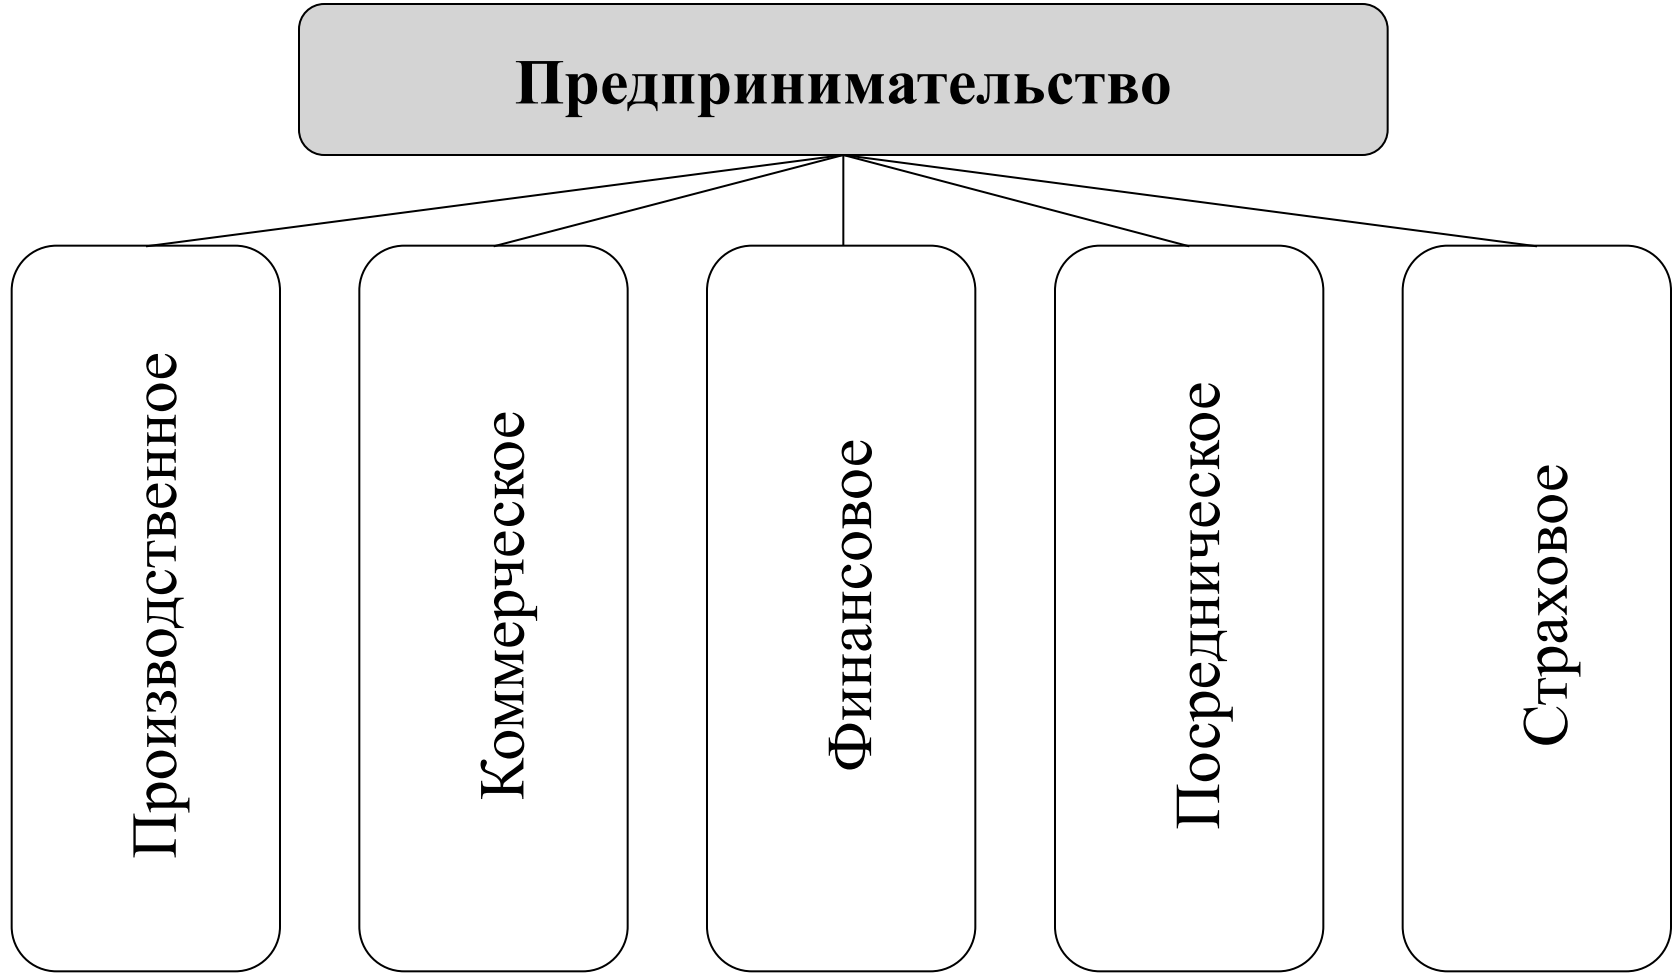 Предпринимательство
Производственное
Коммерческое
Финансовое
Посредническое
Страховое